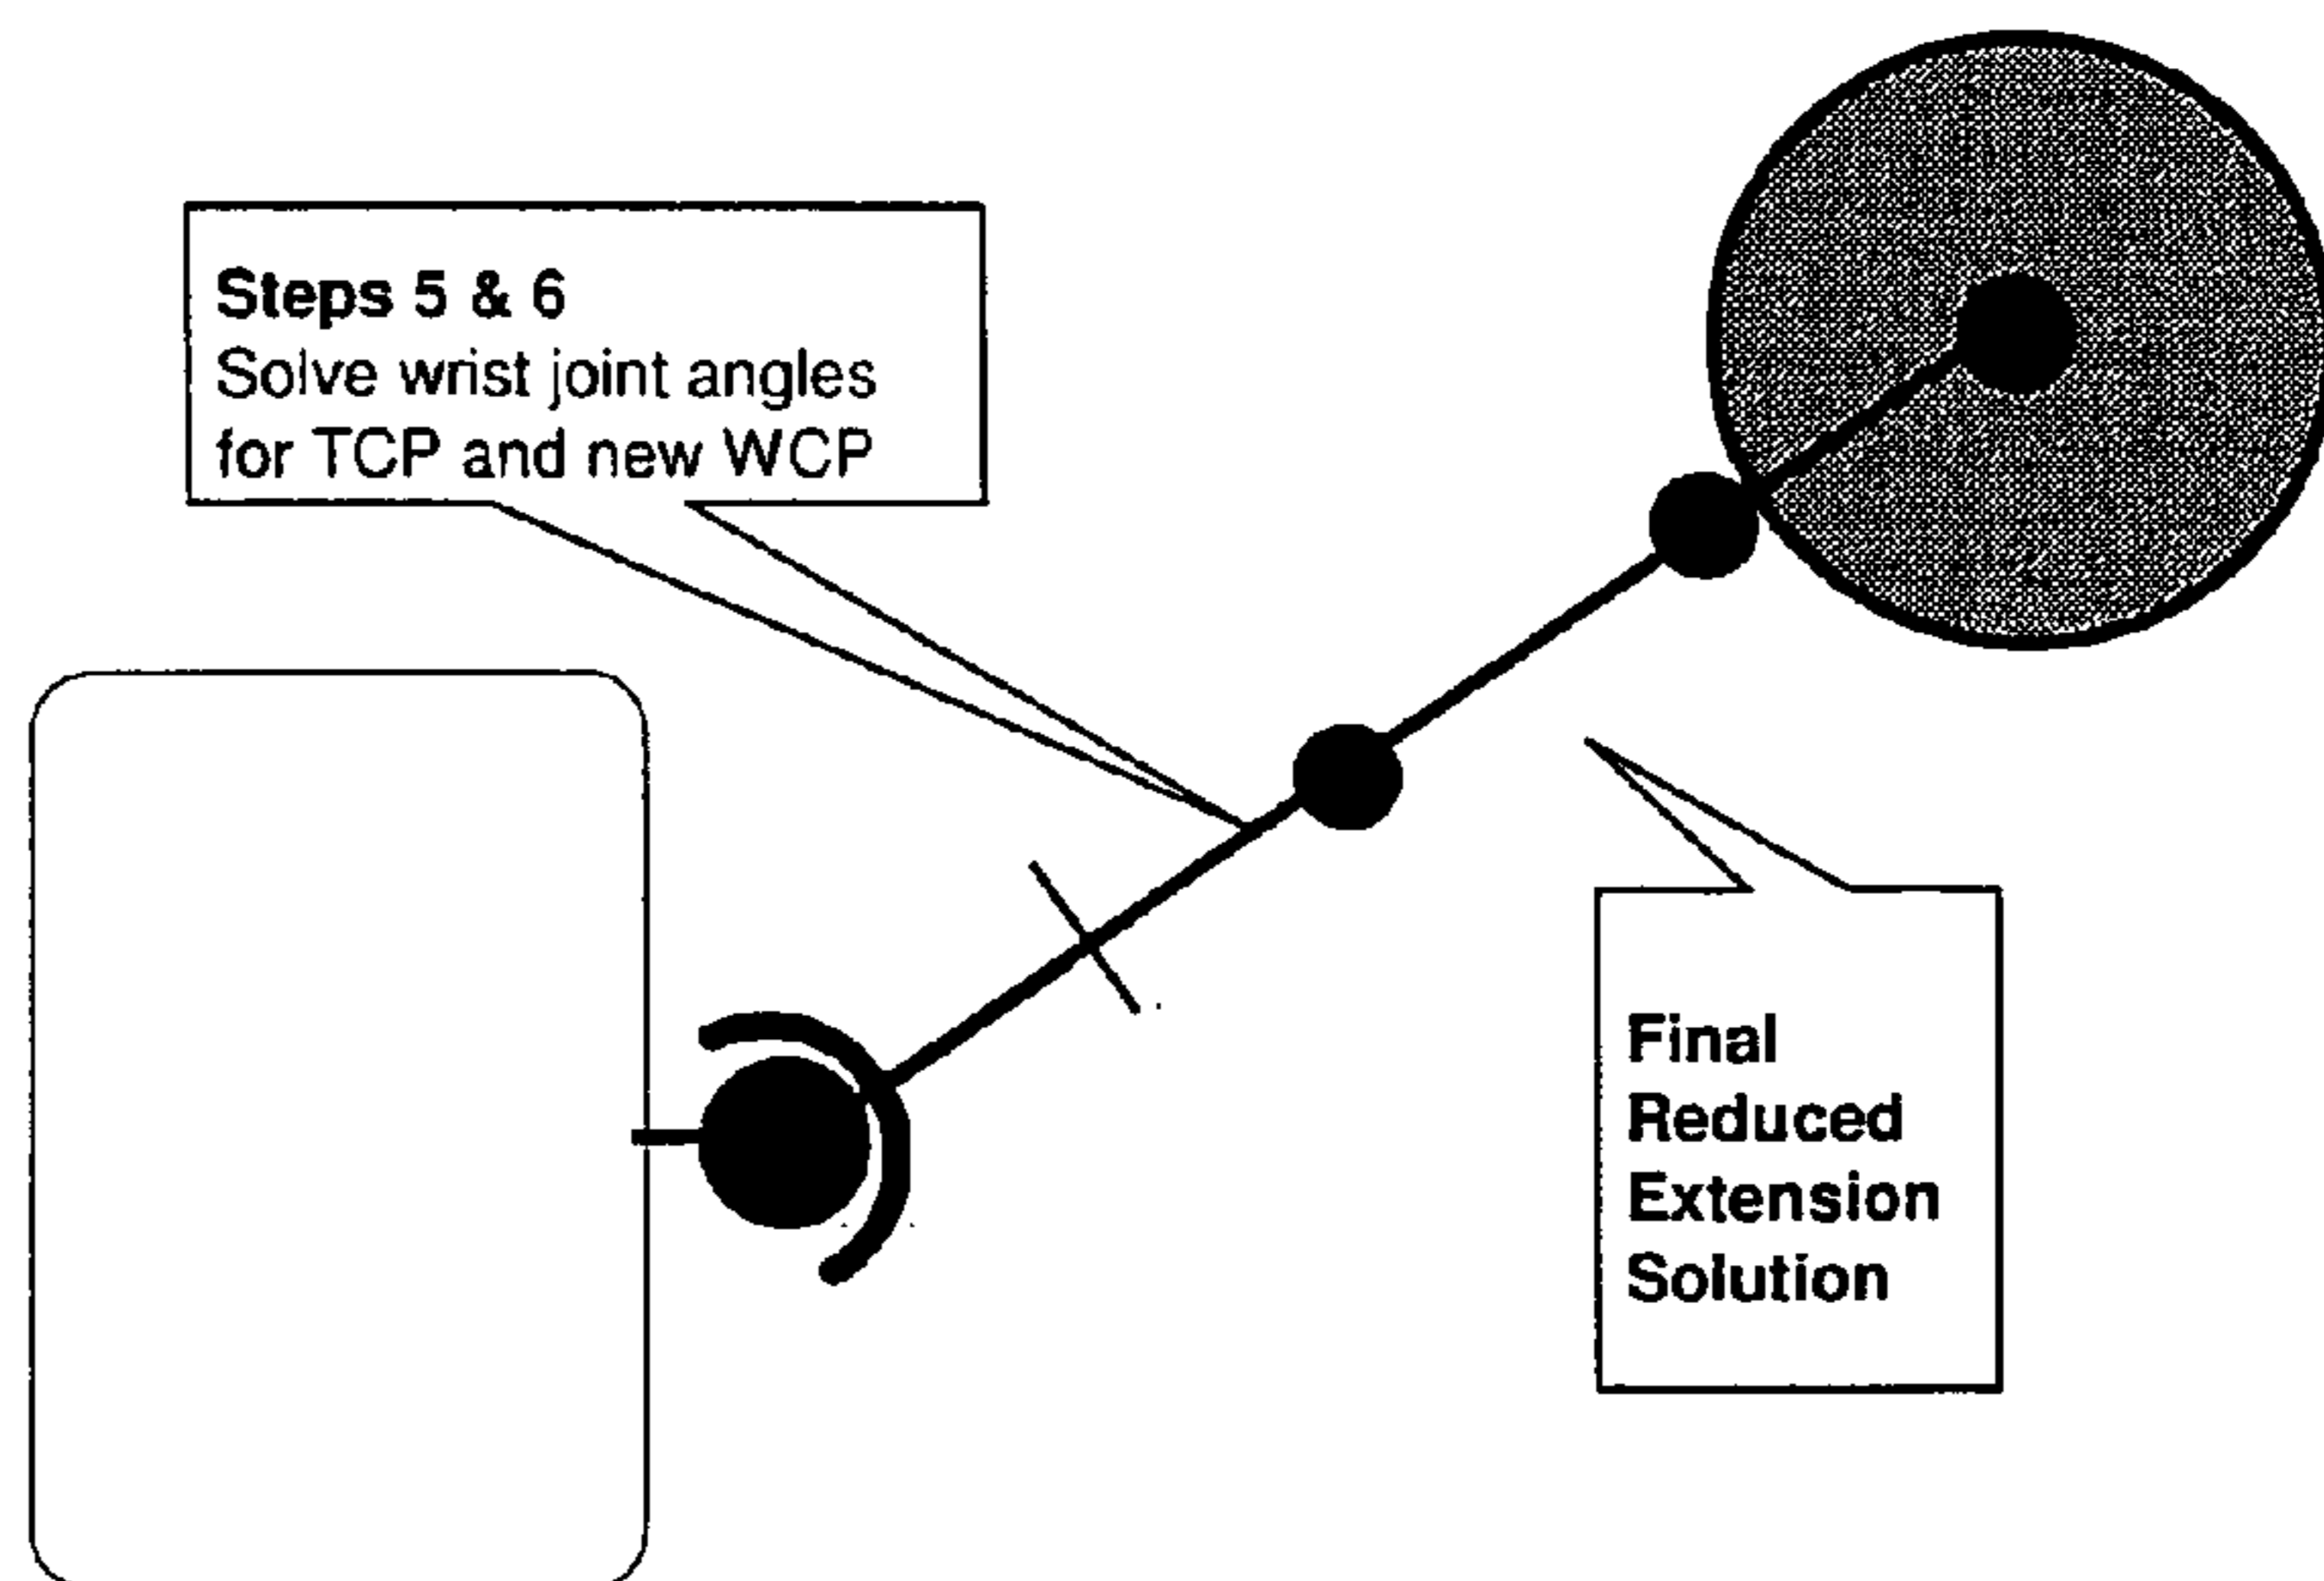 Steps 5 & 6
Solve wrist joint angles
for TCP and new WCP
Final
Reduced
Extension
Solution